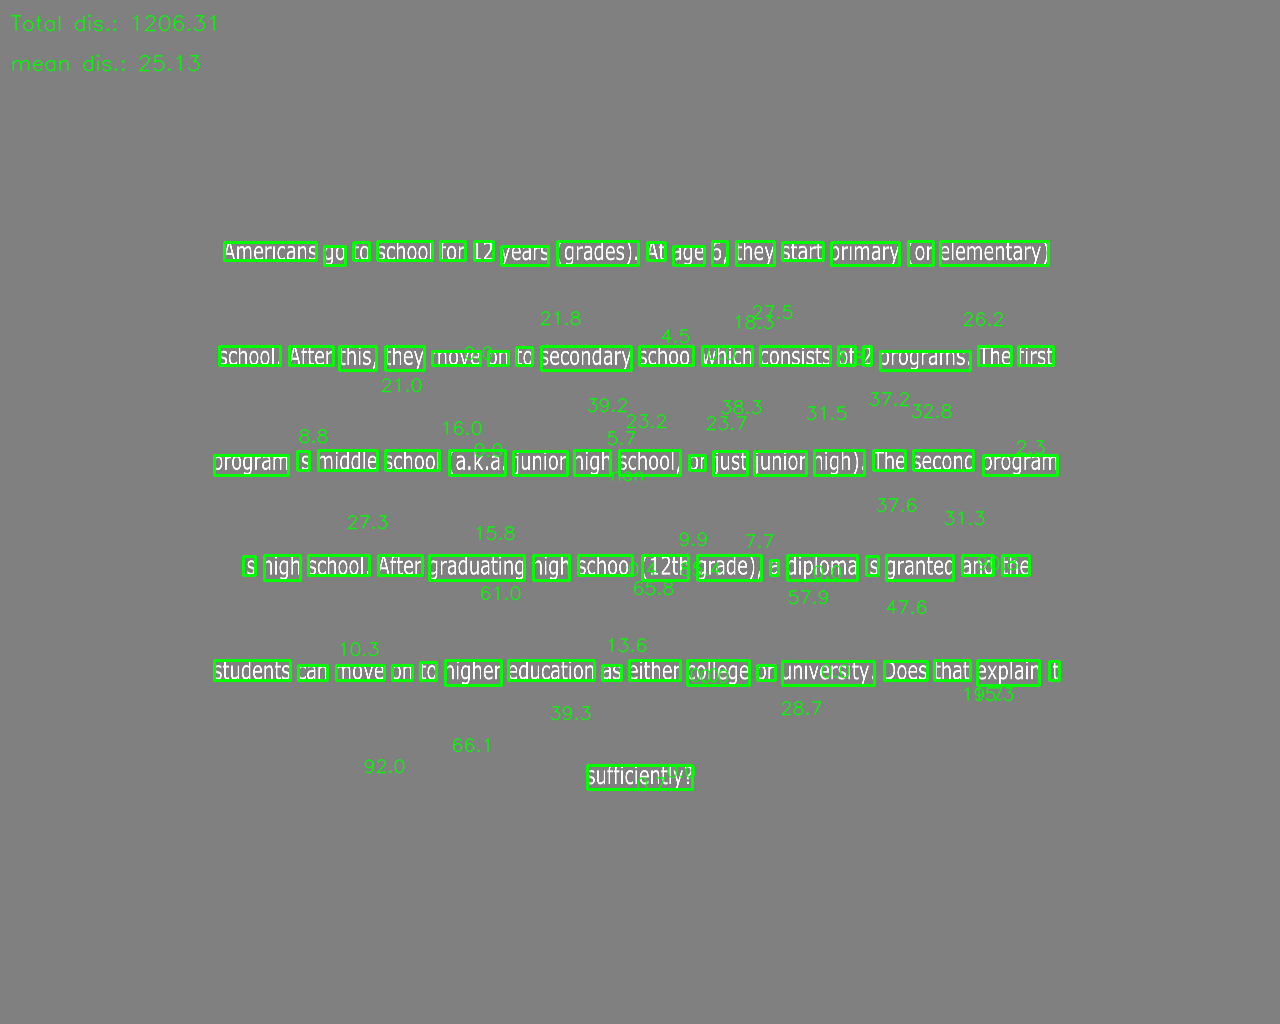 Total dis.: 1206.31
mean dis.: 25.13
Americans go to school for 12 years (grades). At age 6, they start primary (or elementary)
21.8 4.5 18.3 27.5 26.2
school. After this, they move on to secondary school which consists of 2 programs. The first
21.0 39.2 23.2 23.7 38.3 31.5 37.2 32.8
8.8 16.0 5.7 2.3
program is middle school (a.k.a. junior high school, or just junior high). The second program
27.3 15.8 9.9 7.7 37.6 31.3
is high school. After graduating high school (12th grade), a diploma is granted and the
61.0 65.8 57.9 47.6
10.3 13.6
students can move on to higher education as either college or university. Does that explain it
39.3 28.7
92.0 66.1
sufficiently?